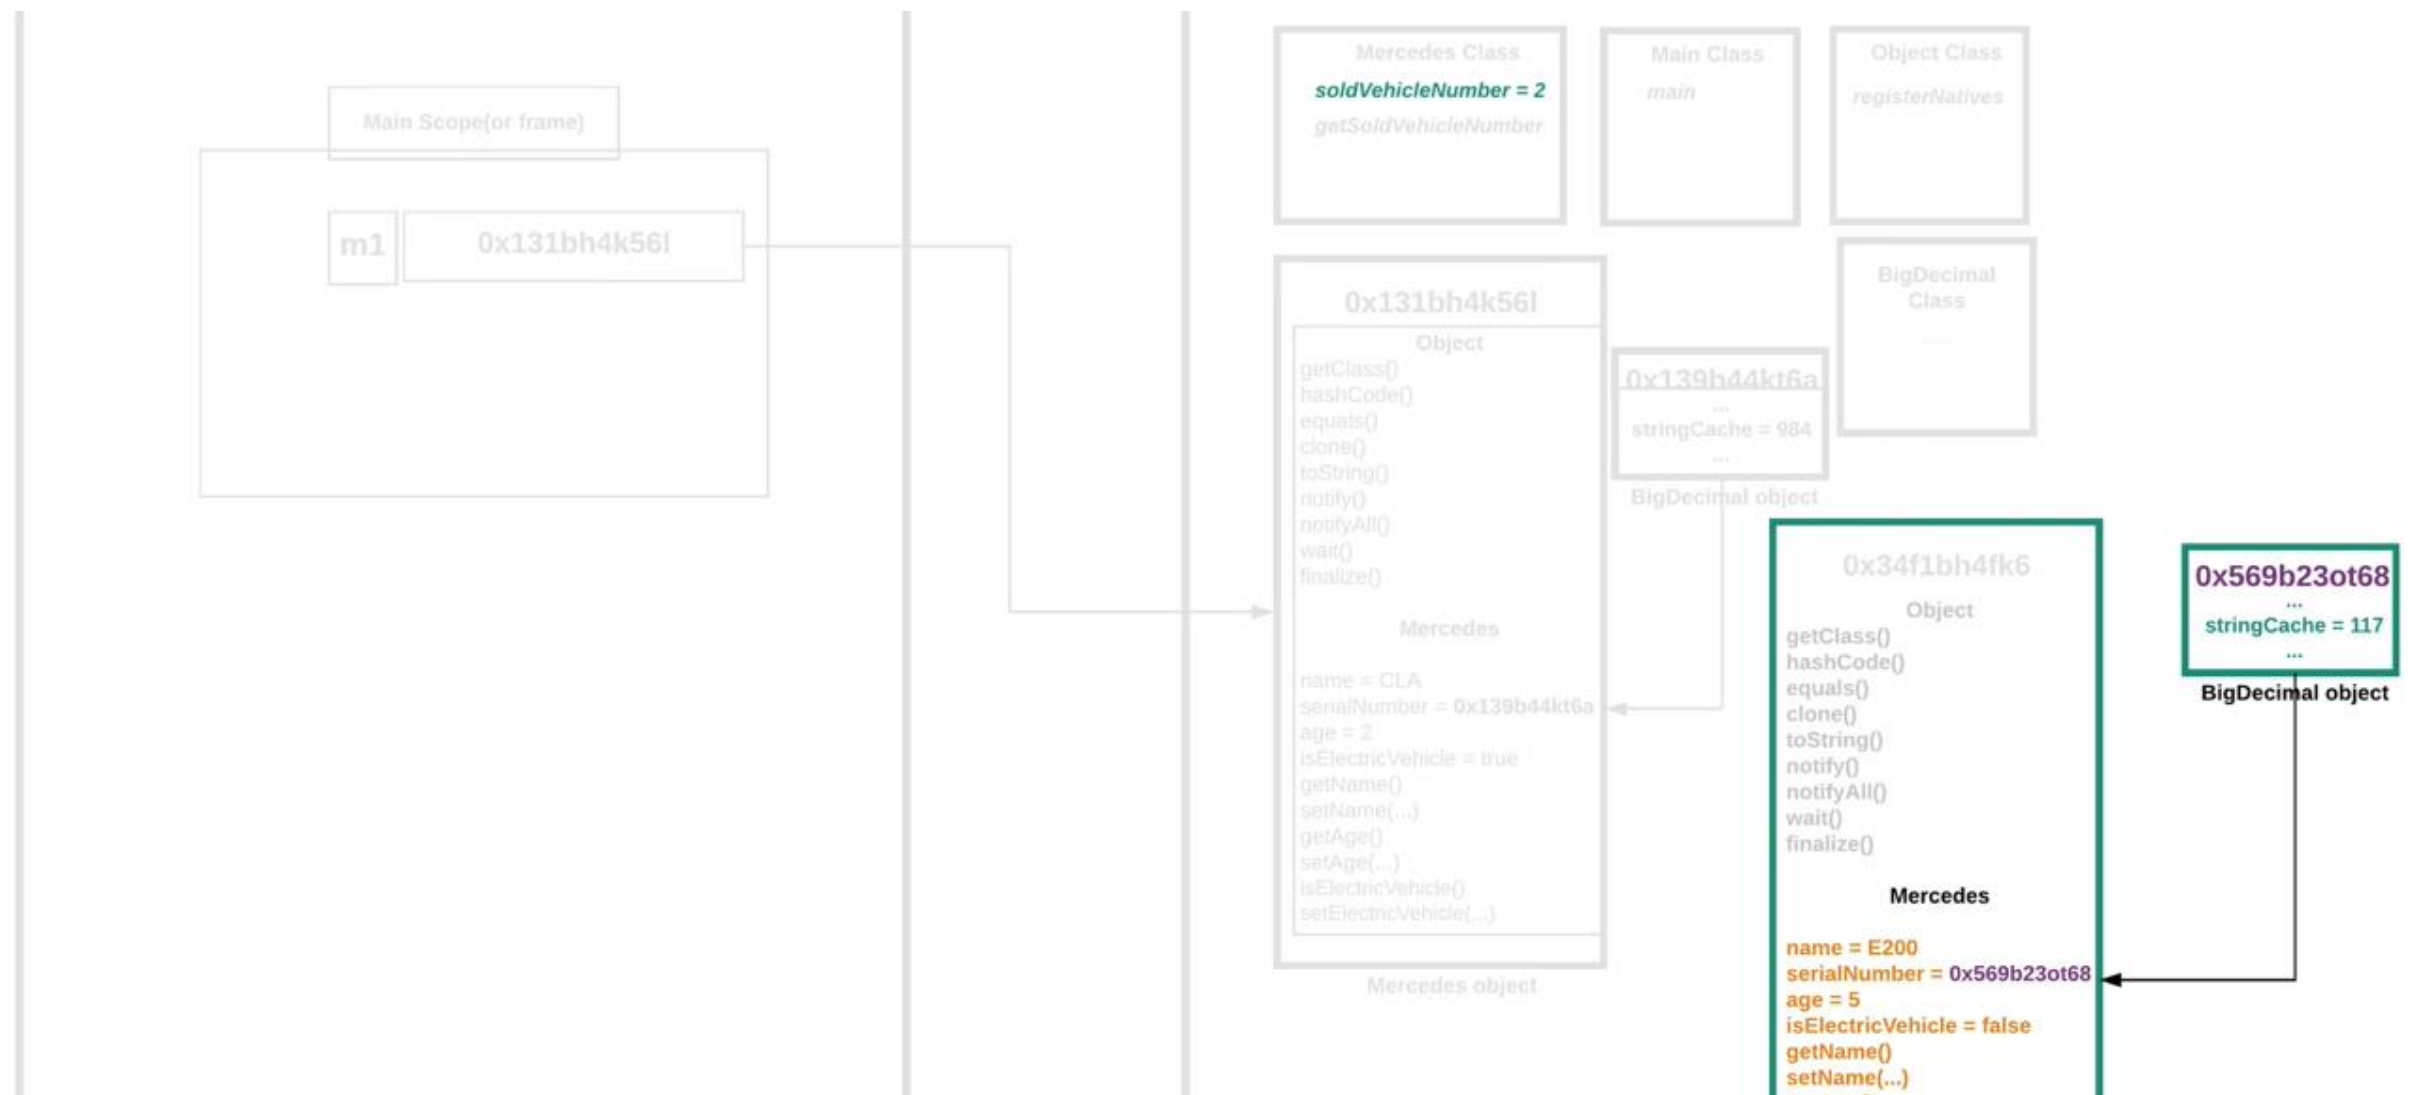 Main Scope(or frame)
m1
0x131bh4k56l
Mercedes Class
soldVehicleNumber = 2
getSoldVehicleNumber
Main Class
main
Object Class
registerNatives
BigDecimal
Class
.....
0x131bh4k56l
Object
getClass()
hashCode()
equals()
clone()
toString()
notify()
notifyAll()
wait()
finalize()
Mercedes
name = CLA
serialNumber = 0x139b44kt6a
age = 2
isElectricVehicle = true
getName()
setName(...)
getAge()
setAge(...)
isElectricVehicle()
setElectricVehicle(...)
Mercedes object
0x139b44kt6a
...
stringCache = 984
...
BigDecimal object
0x34f1bh4fk6
Object
getClass()
hashCode()
equals()
clone()
toString()
notify()
notifyAll()
wait()
finalize()
Mercedes
name = E200
serialNumber = 0x569b23ot68
age = 5
isElectricVehicle = false
getName()
setName(...)
0x569b23ot68
...
stringCache = 117
...
BigDecimal object